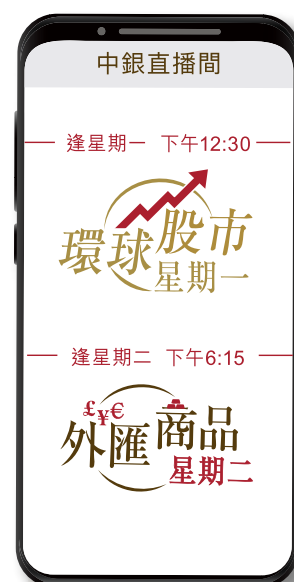 中銀直播間
逢星期一 下午12:30
環球股市
星期一
逢星期二 下午6:15
£¥€
外匯商品
星期二